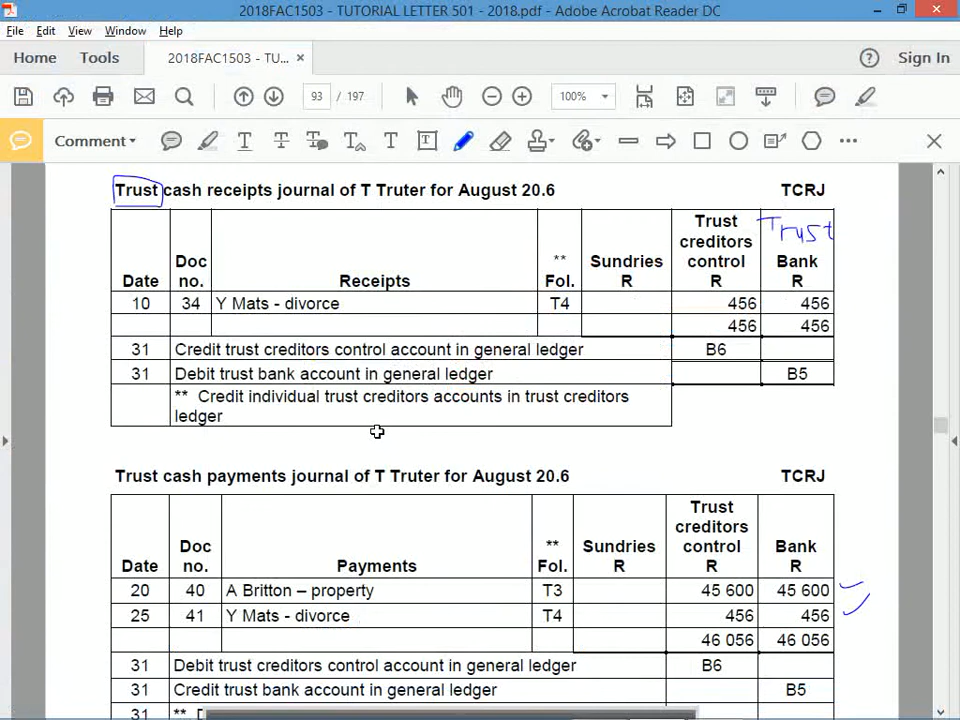 2018FAC1503 - TUTORIAL LETTER 501 - 2018.pdf - Adobe Acrobat Reader DC
File Edit View Window Help
Home Tools 2018FAC1503 - TU... × Sign In
93 / 197 100%
Comment
Trust cash receipts journal of T Truter for August 20.6 TCRJ
Date Doc no. Receipts ** Fol. Sundries R Trust creditors control R Trust Bank R
10 34 Y Mats - divorce T4 456 456
456 456
31 Credit trust creditors control account in general ledger B6
31 Debit trust bank account in general ledger B5
** Credit individual trust creditors accounts in trust creditors
ledger
Trust cash payments journal of T Truter for August 20.6 TCRJ
Date Doc no. Payments ** Fol. Sundries R Trust creditors control R Bank R
20 40 A Britton – property T3 45 600 45 600
25 41 Y Mats - divorce T4 456 456
46 056 46 056
31 Debit trust creditors control account in general ledger B6
31 Credit trust bank account in general ledger B5
31 **